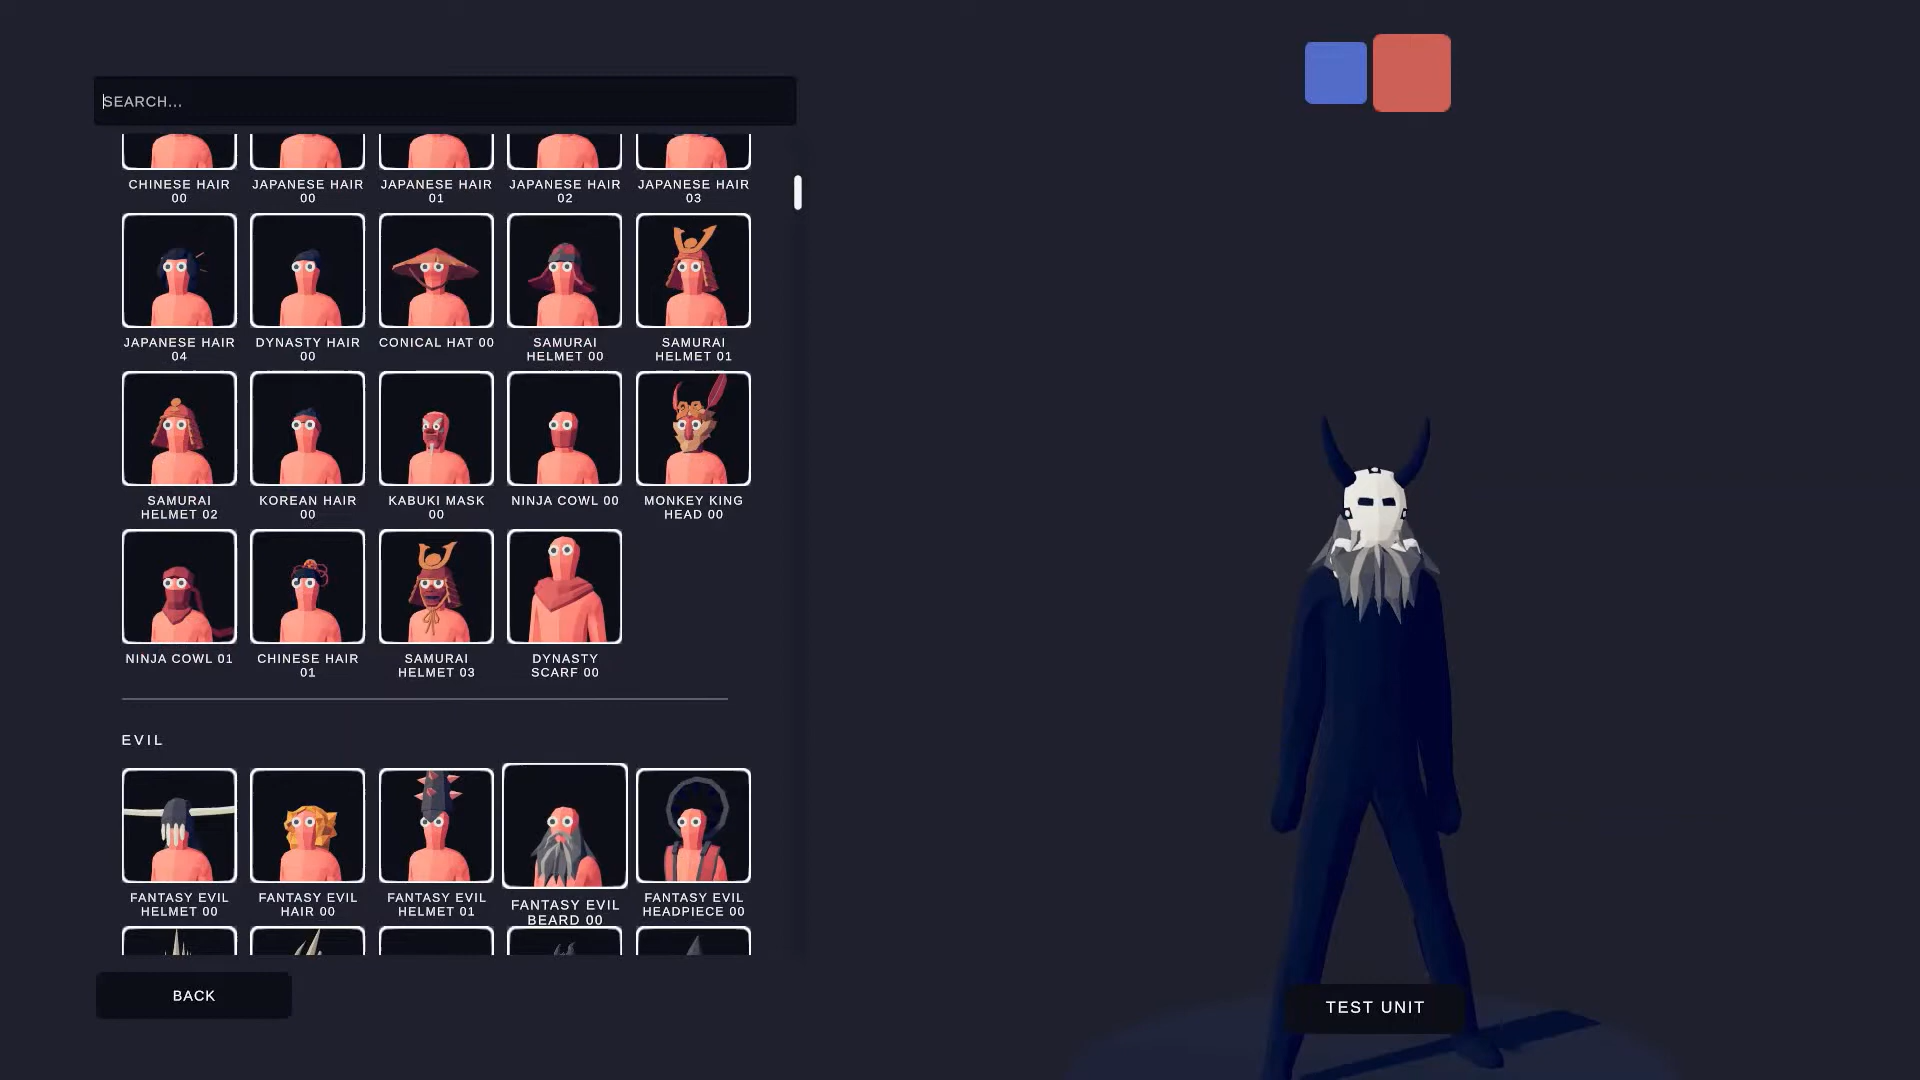 SEARCH...
CHINESE HAIR
00
JAPANESE HAIR
00
JAPANESE HAIR
01
JAPANESE HAIR
02
JAPANESE HAIR
03
JAPANESE HAIR
04
DYNASTY HAIR
00
CONICAL HAT 00
SAMURAI
HELMET 00
SAMURAI
HELMET 01
SAMURAI
HELMET 02
KOREAN HAIR
00
KABUKI MASK
00
NINJA COWL 00
MONKEY KING
HEAD 00
NINJA COWL 01
CHINESE HAIR
01
SAMURAI
HELMET 03
DYNASTY
SCARF 00
EVIL
FANTASY EVIL
HELMET 00
FANTASY EVIL
HAIR 00
FANTASY EVIL
HELMET 01
FANTASY EVIL
BEARD 00
FANTASY EVIL
HEADPIECE 00
BACK
TEST UNIT